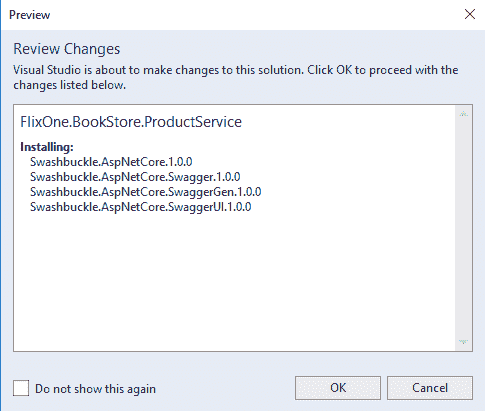 Preview
Review Changes
Visual Studio is about to make changes to this solution. Click OK to proceed with the
changes listed below.
FlixOne.BookStore.ProductService
Installing:
Swashbuckle.AspNetCore.1.0.0
Swashbuckle.AspNetCore.Swagger.1.0.0
Swashbuckle.AspNetCore.SwaggerGen.1.0.0
Swashbuckle.AspNetCore.SwaggerUI.1.0.0
Do not show this again
OK
Cancel